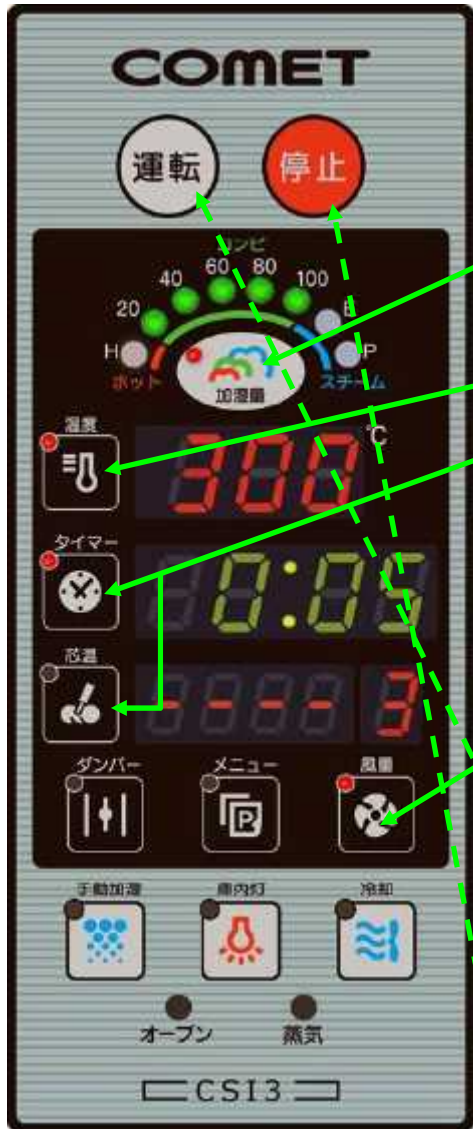 COMET
運転 停止
コンビ
20 40 60 80 100
H E P
ホット スチーム
加湿量
温度
300 ℃
タイマー
0:05
芯温
---- 3
ダンパー メニュー 風量
P
手動加湿 庫内灯 冷却
オーブン 蒸気
CSI3